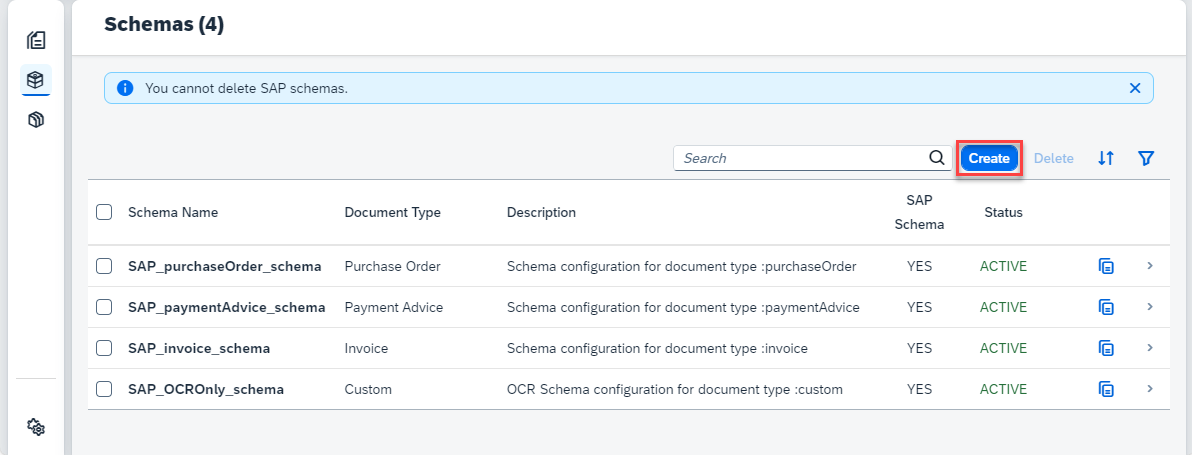 Schemas (4)
You cannot delete SAP schemas.
Search Create Delete
Schema Name Document Type Description SAP Schema Status
SAP_purchaseOrder_schema Purchase Order Schema configuration for document type :purchaseOrder YES ACTIVE
SAP_paymentAdvice_schema Payment Advice Schema configuration for document type :paymentAdvice YES ACTIVE
SAP_invoice_schema Invoice Schema configuration for document type :invoice YES ACTIVE
SAP_OCROnly_schema Custom OCR Schema configuration for document type :custom YES ACTIVE